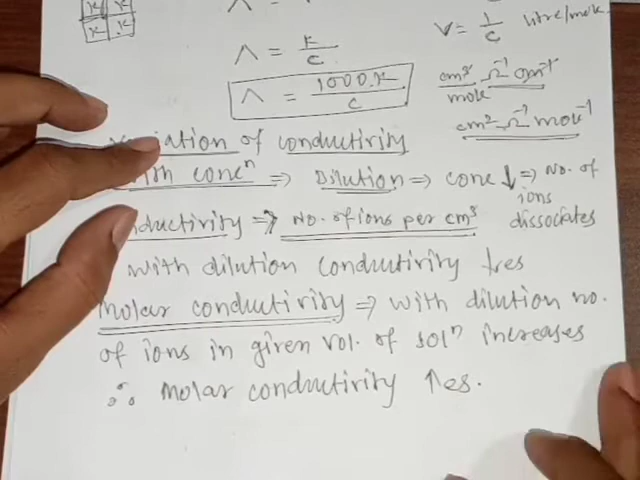 κ κ
Λ =
V = 1/c litre/mole
Λ = κ/c
Λ = 1000.κ/c
cm³/mole Ω⁻¹ cm⁻¹
cm² Ω⁻¹ mol⁻¹
Variation of conductivity
with concⁿ ⇒ Dilution ⇒ conc ↓ ⇒ No. of
ions
dissociates
ductivity ⇒ No. of ions per cm³
with dilution conductivity ↓es
Molar conductivity ⇒ with dilution no.
of ions in given vol. of solⁿ increases
∴ Molar conductivity ↑es.